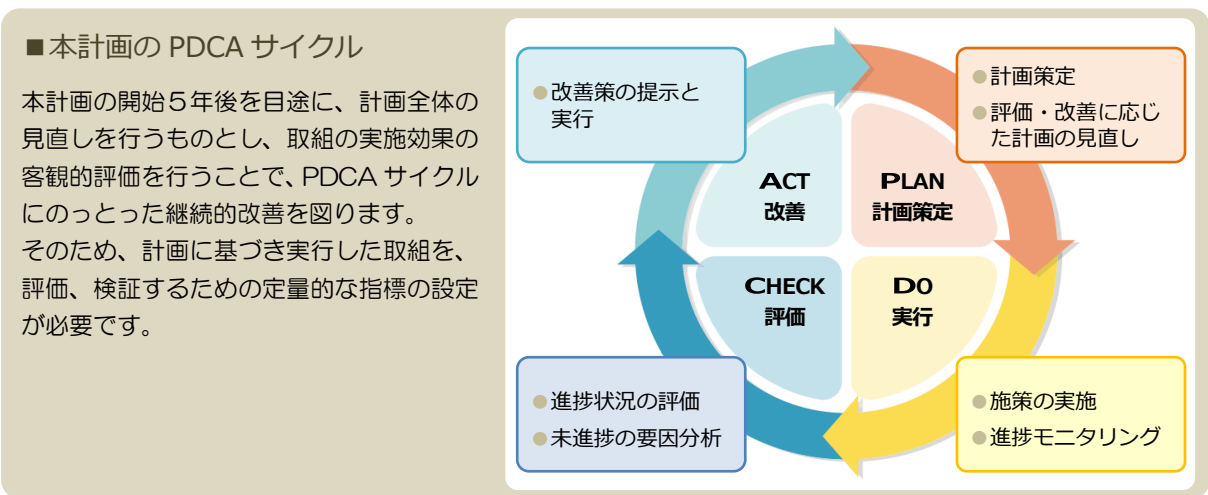 ■本計画の PDCA サイクル
本計画の開始５年後を目途に、計画全体の
見直しを行うものとし、取組の実施効果の
客観的評価を行うことで、PDCA サイクル
にのっとった継続的改善を図ります。
そのため、計画に基づき実行した取組を、
評価、検証するための定量的な指標の設定
が必要です。
●改善策の提示と
実行
●計画策定
●評価・改善に応じ
た計画の見直し
ACT
改善
PLAN
計画策定
CHECK
評価
DO
実行
●進捗状況の評価
●未進捗の要因分析
●施策の実施
●進捗モニタリング